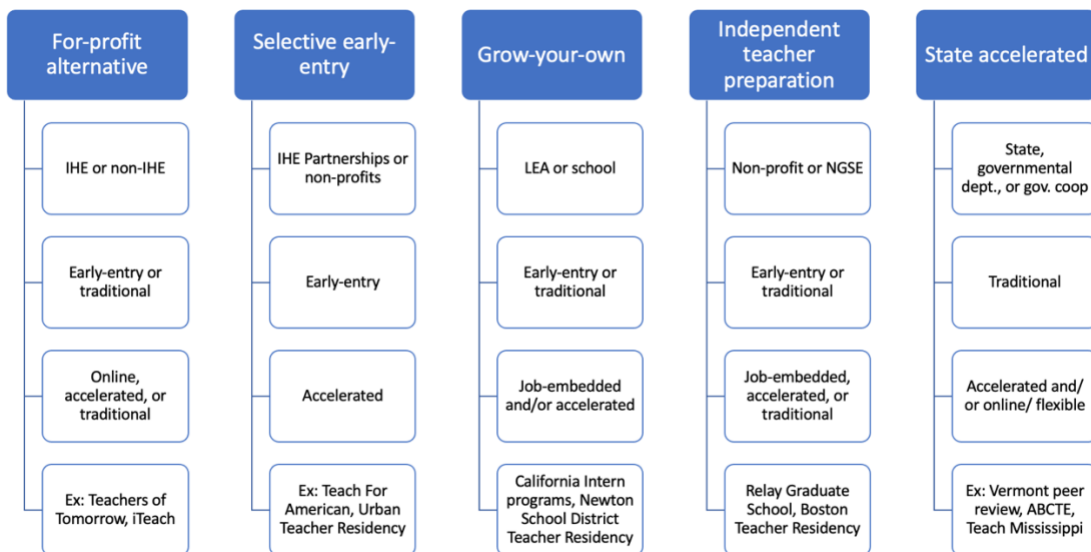 For-profit
alternative
IHE or non-IHE
Early-entry or
traditional
Online,
accelerated, or
traditional
Ex: Teachers of
Tomorrow, iTeach
Selective early-
entry
IHE Partnerships or
non-profits
Early-entry
Accelerated
Ex: Teach For
American, Urban
Teacher Residency
Grow-your-own
LEA or school
Early-entry or
traditional
Job-embedded
and/or accelerated
California Intern
programs, Newton
School District
Teacher Residency
Independent
teacher
preparation
Non-profit or NGSE
Early-entry or
traditional
Job-embedded,
accelerated, or
traditional
Relay Graduate
School, Boston
Teacher Residency
State accelerated
State,
governmental
dept., or gov. coop
Traditional
Accelerated and/
or online/ flexible
Ex: Vermont peer
review, ABCTE,
Teach Mississippi